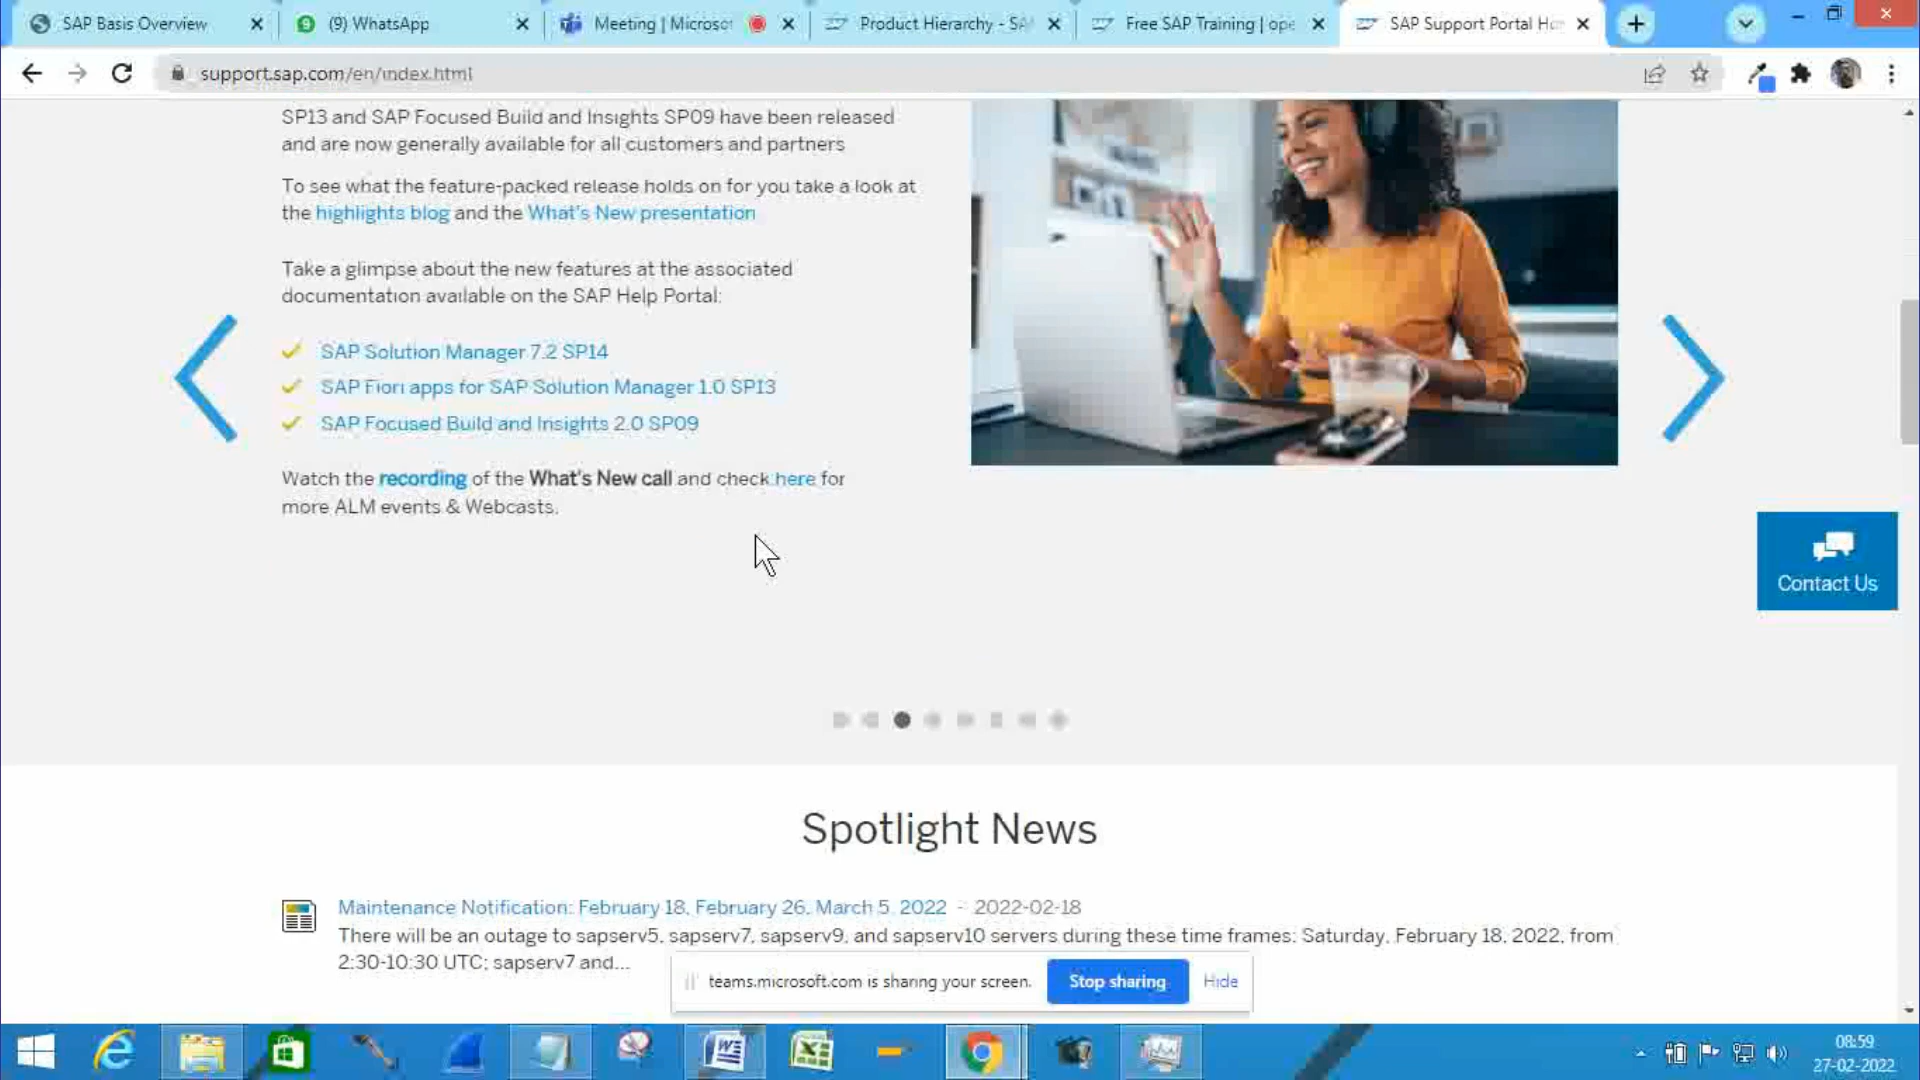 SAP Basis Overview
(9) WhatsApp
Meeting | Microsof
Product Hierarchy - SA
Free SAP Training | ope
SAP Support Portal Ho
support.sap.com/en/index.html
SP13 and SAP Focused Build and Insights SP09 have been released
and are now generally available for all customers and partners
To see what the feature-packed release holds on for you take a look at
the highlights blog and the What's New presentation
Take a glimpse about the new features at the associated
documentation available on the SAP Help Portal:
SAP Solution Manager 7.2 SP14
SAP Fiori apps for SAP Solution Manager 1.0 SP13
SAP Focused Build and Insights 2.0 SP09
Watch the recording of the What's New call and check here for
more ALM events & Webcasts.
Contact Us
Spotlight News
Maintenance Notification: February 18, February 26, March 5, 2022 - 2022-02-18
There will be an outage to sapserv5, sapserv7, sapserv9, and sapserv10 servers during these time frames: Saturday, February 18, 2022, from
2:30-10:30 UTC; sapserv7 and...
teams.microsoft.com is sharing your screen.
Stop sharing
Hide
08:59
27-02-2022